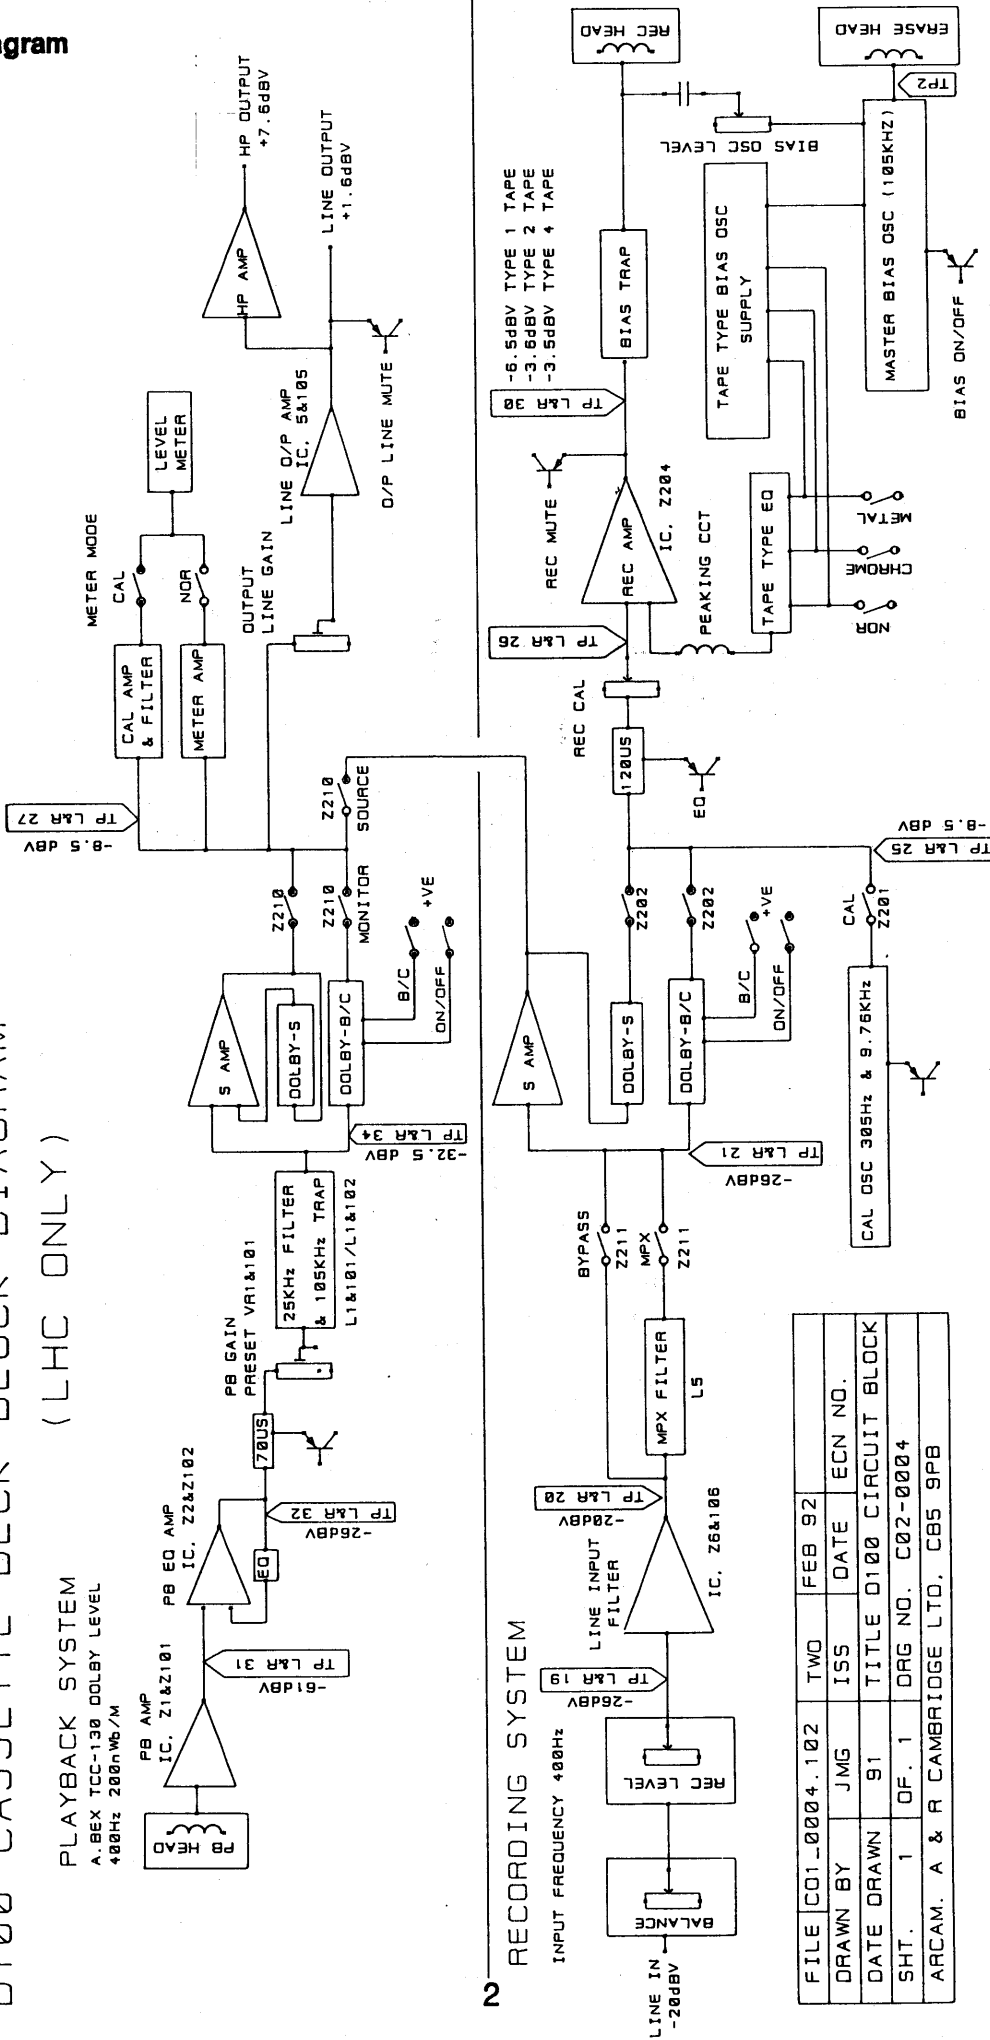 agram
D100 CASSETTE DECK BLOCK DIAGRAM
(LHC ONLY)
PLAYBACK SYSTEM
A.BEX TCC-130 DOLBY LEVEL
400Hz 200nWb/M
PB HEAD
PB AMP
IC. Z1&Z101
TP L&R 31
-61dBV
PB EQ AMP
IC. Z2&Z102
EQ
TP L&R 32
-26dBV
70US
PB GAIN
PRESET VR1&101
25KHz FILTER
& 105KHz TRAP
L1&101/L1&102
TP L&R 34
-32.5 dBV
S AMP
DOLBY-S
DOLBY-B/C
B/C
ON/OFF
+VE
Z210
Z210
MONITOR
Z210
SOURCE
TP L&R 27
-8.5 dBV
CAL AMP
& FILTER
METER AMP
METER MODE
CAL
NOR
LEVEL
METER
OUTPUT
LINE GAIN
LINE O/P AMP
IC. 5&105
O/P LINE MUTE
HP AMP
HP OUTPUT
+7.6dBV
LINE OUTPUT
+1.6dBV
2
RECORDING SYSTEM
INPUT FREQUENCY 400Hz
LINE IN
-20dBV
BALANCE
REC LEVEL
TP L&R 19
-26dBV
LINE INPUT
FILTER
IC. Z6&106
TP L&R 20
-20dBV
MPX FILTER
L5
BYPASS
Z211
MPX
Z211
TP L&R 21
-26dBV
S AMP
DOLBY-S
DOLBY-B/C
B/C
ON/OFF
+VE
Z202
Z202
CAL OSC 305Hz & 9.76KHz
CAL
Z201
TP L&R 25
-8.5 dBV
120US
EQ
REC CAL
TP L&R 26
REC AMP
IC. Z204
REC MUTE
PEAKING CCT
TAPE TYPE EQ
NOR
CHROME
METAL
TP L&R 30
-6.5dBV TYPE 1 TAPE
-3.6dBV TYPE 2 TAPE
-3.5dBV TYPE 4 TAPE
BIAS TRAP
TAPE TYPE BIAS OSC
SUPPLY
MASTER BIAS OSC (105KHZ)
BIAS ON/OFF
BIAS OSC LEVEL
REC HEAD
TP2
ERASE HEAD
FILE C01_0004.102 TWO FEB 92
DRAWN BY JMG ISS DATE ECN NO.
DATE DRAWN 91 TITLE D100 CIRCUIT BLOCK
SHT. 1 OF. 1 DRG NO. C02-0004
ARCAM. A & R CAMBRIDGE LTD, CB5 9PB